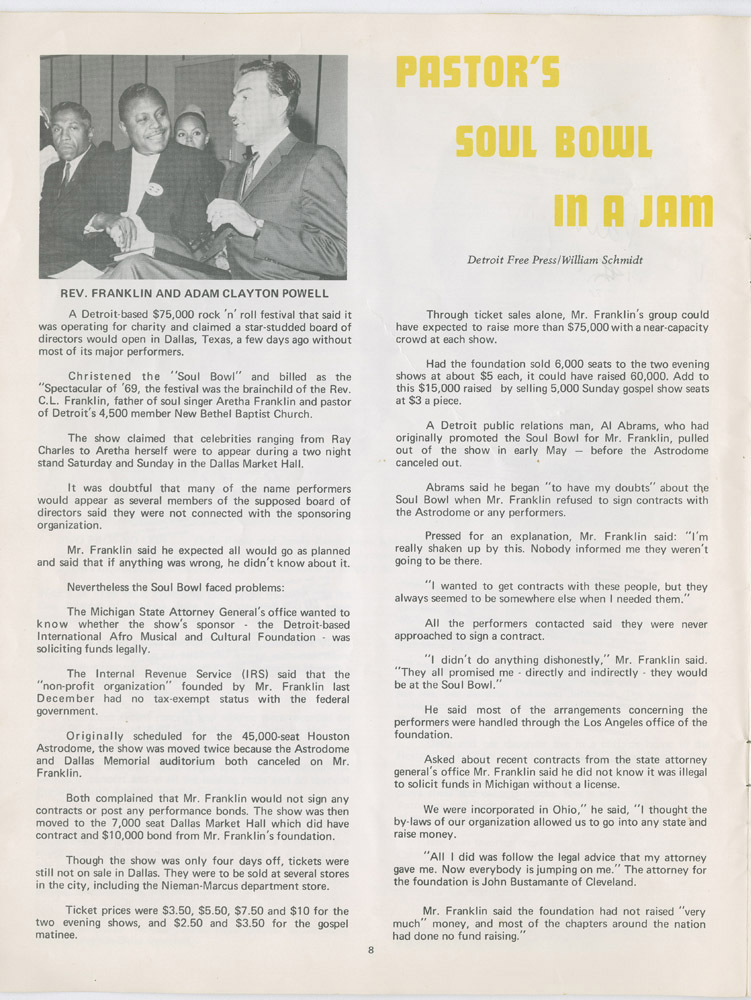 PASTOR'S
SOUL BOWL
IN A JAM
Detroit Free Press/William Schmidt
REV. FRANKLIN AND ADAM CLAYTON POWELL
A Detroit-based $75,000 rock 'n' roll festival that said it
was operating for charity and claimed a star-studded board of
directors would open in Dallas, Texas, a few days ago without
most of its major performers.
Christened the "Soul Bowl" and billed as the
"Spectacular of '69, the festival was the brainchild of the Rev.
C.L. Franklin, father of soul singer Aretha Franklin and pastor
of Detroit's 4,500 member New Bethel Baptist Church.
The show claimed that celebrities ranging from Ray
Charles to Aretha herself were to appear during a two night
stand Saturday and Sunday in the Dallas Market Hall.
It was doubtful that many of the name performers
would appear as several members of the supposed board of
directors said they were not connected with the sponsoring
organization.
Mr. Franklin said he expected all would go as planned
and said that if anything was wrong, he didn't know about it.
Nevertheless the Soul Bowl faced problems:
The Michigan State Attorney General's office wanted to
know whether the show's sponsor - the Detroit-based
International Afro Musical and Cultural Foundation - was
soliciting funds legally.
The Internal Revenue Service (IRS) said that the
"non-profit organization" founded by Mr. Franklin last
December had no tax-exempt status with the federal
government.
Originally scheduled for the 45,000-seat Houston
Astrodome, the show was moved twice because the Astrodome
and Dallas Memorial auditorium both canceled on Mr.
Franklin.
Both complained that Mr. Franklin would not sign any
contracts or post any performance bonds. The show was then
moved to the 7,000 seat Dallas Market Hall which did have
contract and $10,000 bond from Mr. Franklin's foundation.
Though the show was only four days off, tickets were
still not on sale in Dallas. They were to be sold at several stores
in the city, including the Nieman-Marcus department store.
Ticket prices were $3.50, $5.50, $7.50 and $10 for the
two evening shows, and $2.50 and $3.50 for the gospel
matinee.
Through ticket sales alone, Mr. Franklin's group could
have expected to raise more than $75,000 with a near-capacity
crowd at each show.
Had the foundation sold 6,000 seats to the two evening
shows at about $5 each, it could have raised 60,000. Add to
this $15,000 raised by selling 5,000 Sunday gospel show seats
at $3 a piece.
A Detroit public relations man, Al Abrams, who had
originally promoted the Soul Bowl for Mr. Franklin, pulled
out of the show in early May — before the Astrodome
canceled out.
Abrams said he began "to have my doubts" about the
Soul Bowl when Mr. Franklin refused to sign contracts with
the Astrodome or any performers.
Pressed for an explanation, Mr. Franklin said: "I'm
really shaken up by this. Nobody informed me they weren't
going to be there.
"I wanted to get contracts with these people, but they
always seemed to be somewhere else when I needed them."
All the performers contacted said they were never
approached to sign a contract.
"I didn't do anything dishonestly," Mr. Franklin said.
"They all promised me - directly and indirectly - they would
be at the Soul Bowl."
He said most of the arrangements concerning the
performers were handled through the Los Angeles office of the
foundation.
Asked about recent contracts from the state attorney
general's office Mr. Franklin said he did not know it was illegal
to solicit funds in Michigan without a license.
We were incorporated in Ohio," he said, "I thought the
by-laws of our organization allowed us to go into any state and
raise money.
"All I did was follow the legal advice that my attorney
gave me. Now everybody is jumping on me." The attorney for
the foundation is John Bustamante of Cleveland.
Mr. Franklin said the foundation had not raised "very
much" money, and most of the chapters around the nation
had done no fund raising."
8